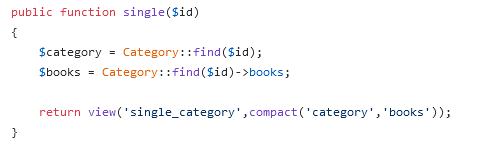 public function single($id)
{
    $category = Category::find($id);
    $books = Category::find($id)->books;

    return view('single_category',compact('category','books'));
}